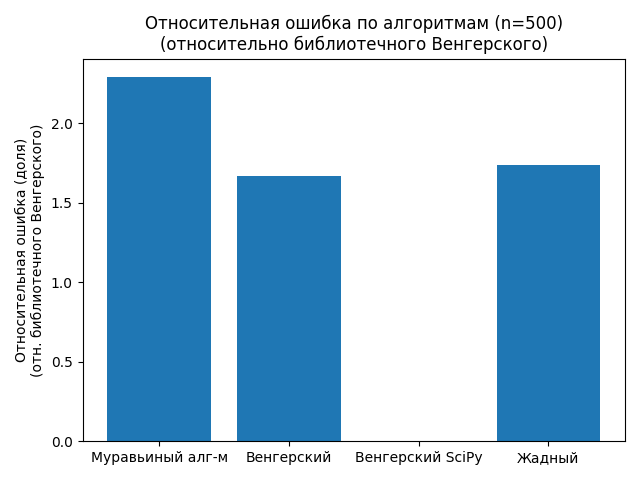 Относительная ошибка по алгоритмам (n=500)
(относительно библиотечного Венгерского)
Относительная ошибка (доля)
(отн. библиотечного Венгерского)
2.0
1.5
1.0
0.5
0.0
Муравьиный алг-м
Венгерский
Венгерский SciPy
Жадный